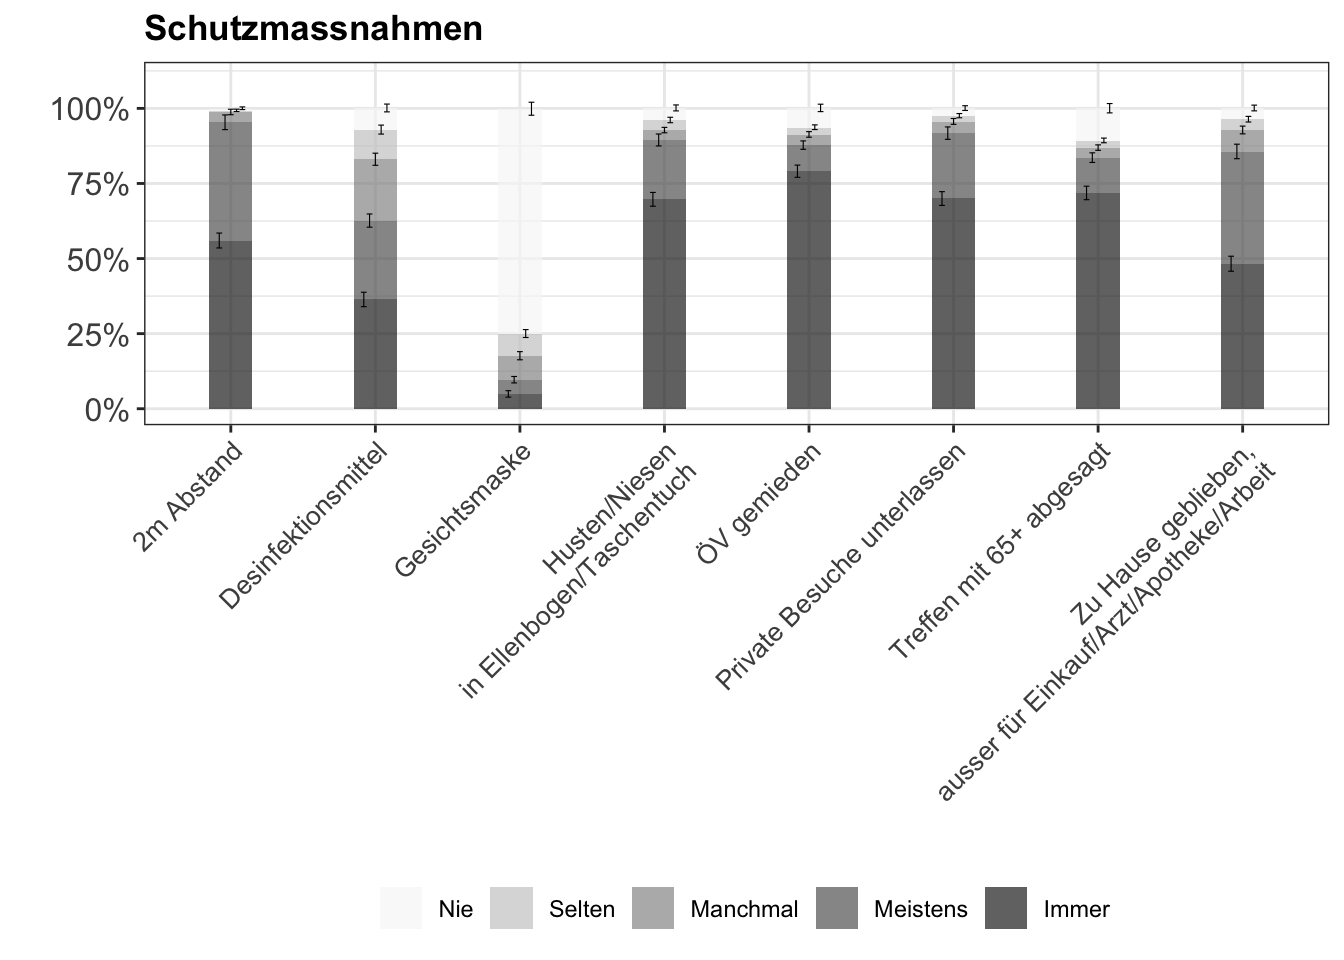 Schutzmassnahmen
100%
75%
50%
25%
0%
2m Abstand
Desinfektionsmittel
Gesichtsmaske
Husten/Niesen
in Ellenbogen/Taschentuch
ÖV gemieden
Private Besuche unterlassen
Treffen mit 65+ abgesagt
Zu Hause geblieben,
ausser für Einkauf/Arzt/Apotheke/Arbeit
Nie
Selten
Manchmal
Meistens
Immer